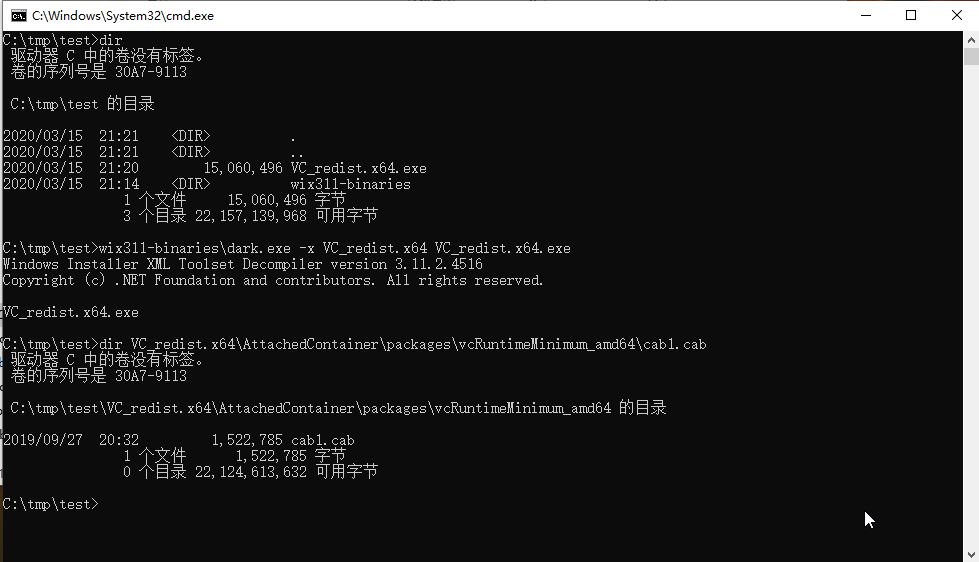 C:\Windows\System32\cmd.exe
C:\tmp\test>dir
 驱动器 C 中的卷没有标签。
 卷的序列号是 30A7-9113

 C:\tmp\test 的目录

2020/03/15  21:21    <DIR>          .
2020/03/15  21:21    <DIR>          ..
2020/03/15  21:20        15,060,496 VC_redist.x64.exe
2020/03/15  21:14    <DIR>          wix311-binaries
               1 个文件     15,060,496 字节
               3 个目录 22,157,139,968 可用字节

C:\tmp\test>wix311-binaries\dark.exe -x VC_redist.x64 VC_redist.x64.exe
Windows Installer XML Toolset Decompiler version 3.11.2.4516
Copyright (c) .NET Foundation and contributors. All rights reserved.

VC_redist.x64.exe

C:\tmp\test>dir VC_redist.x64\AttachedContainer\packages\vcRuntimeMinimum_amd64\cab1.cab
 驱动器 C 中的卷没有标签。
 卷的序列号是 30A7-9113

 C:\tmp\test\VC_redist.x64\AttachedContainer\packages\vcRuntimeMinimum_amd64 的目录

2019/09/27  20:32         1,522,785 cab1.cab
               1 个文件      1,522,785 字节
               0 个目录 22,124,613,632 可用字节

C:\tmp\test>